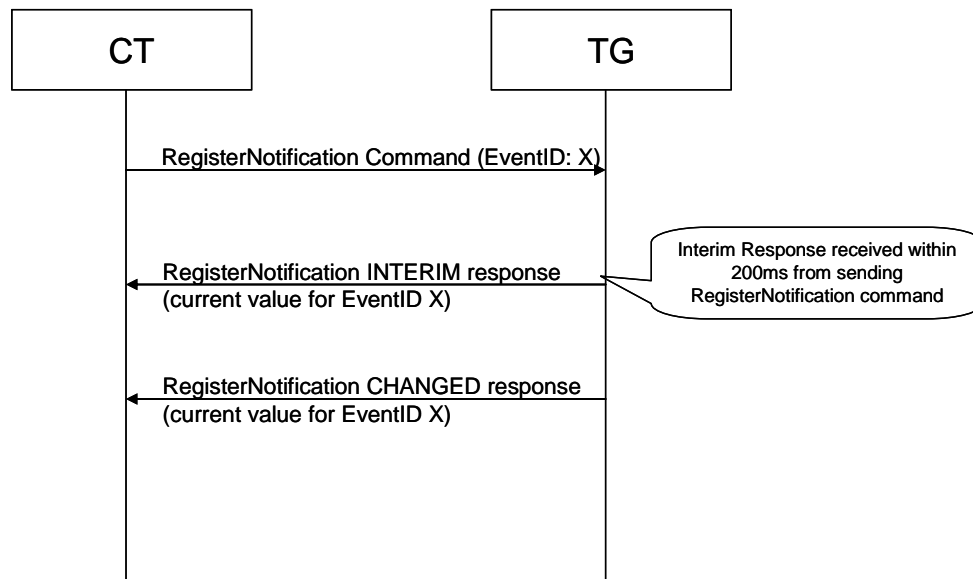 CT
TG
RegisterNotification Command (EventID: X)
Interim Response received within
200ms from sending
RegisterNotification command
RegisterNotification INTERIM response
(current value for EventID X)
RegisterNotification CHANGED response
(current value for EventID X)